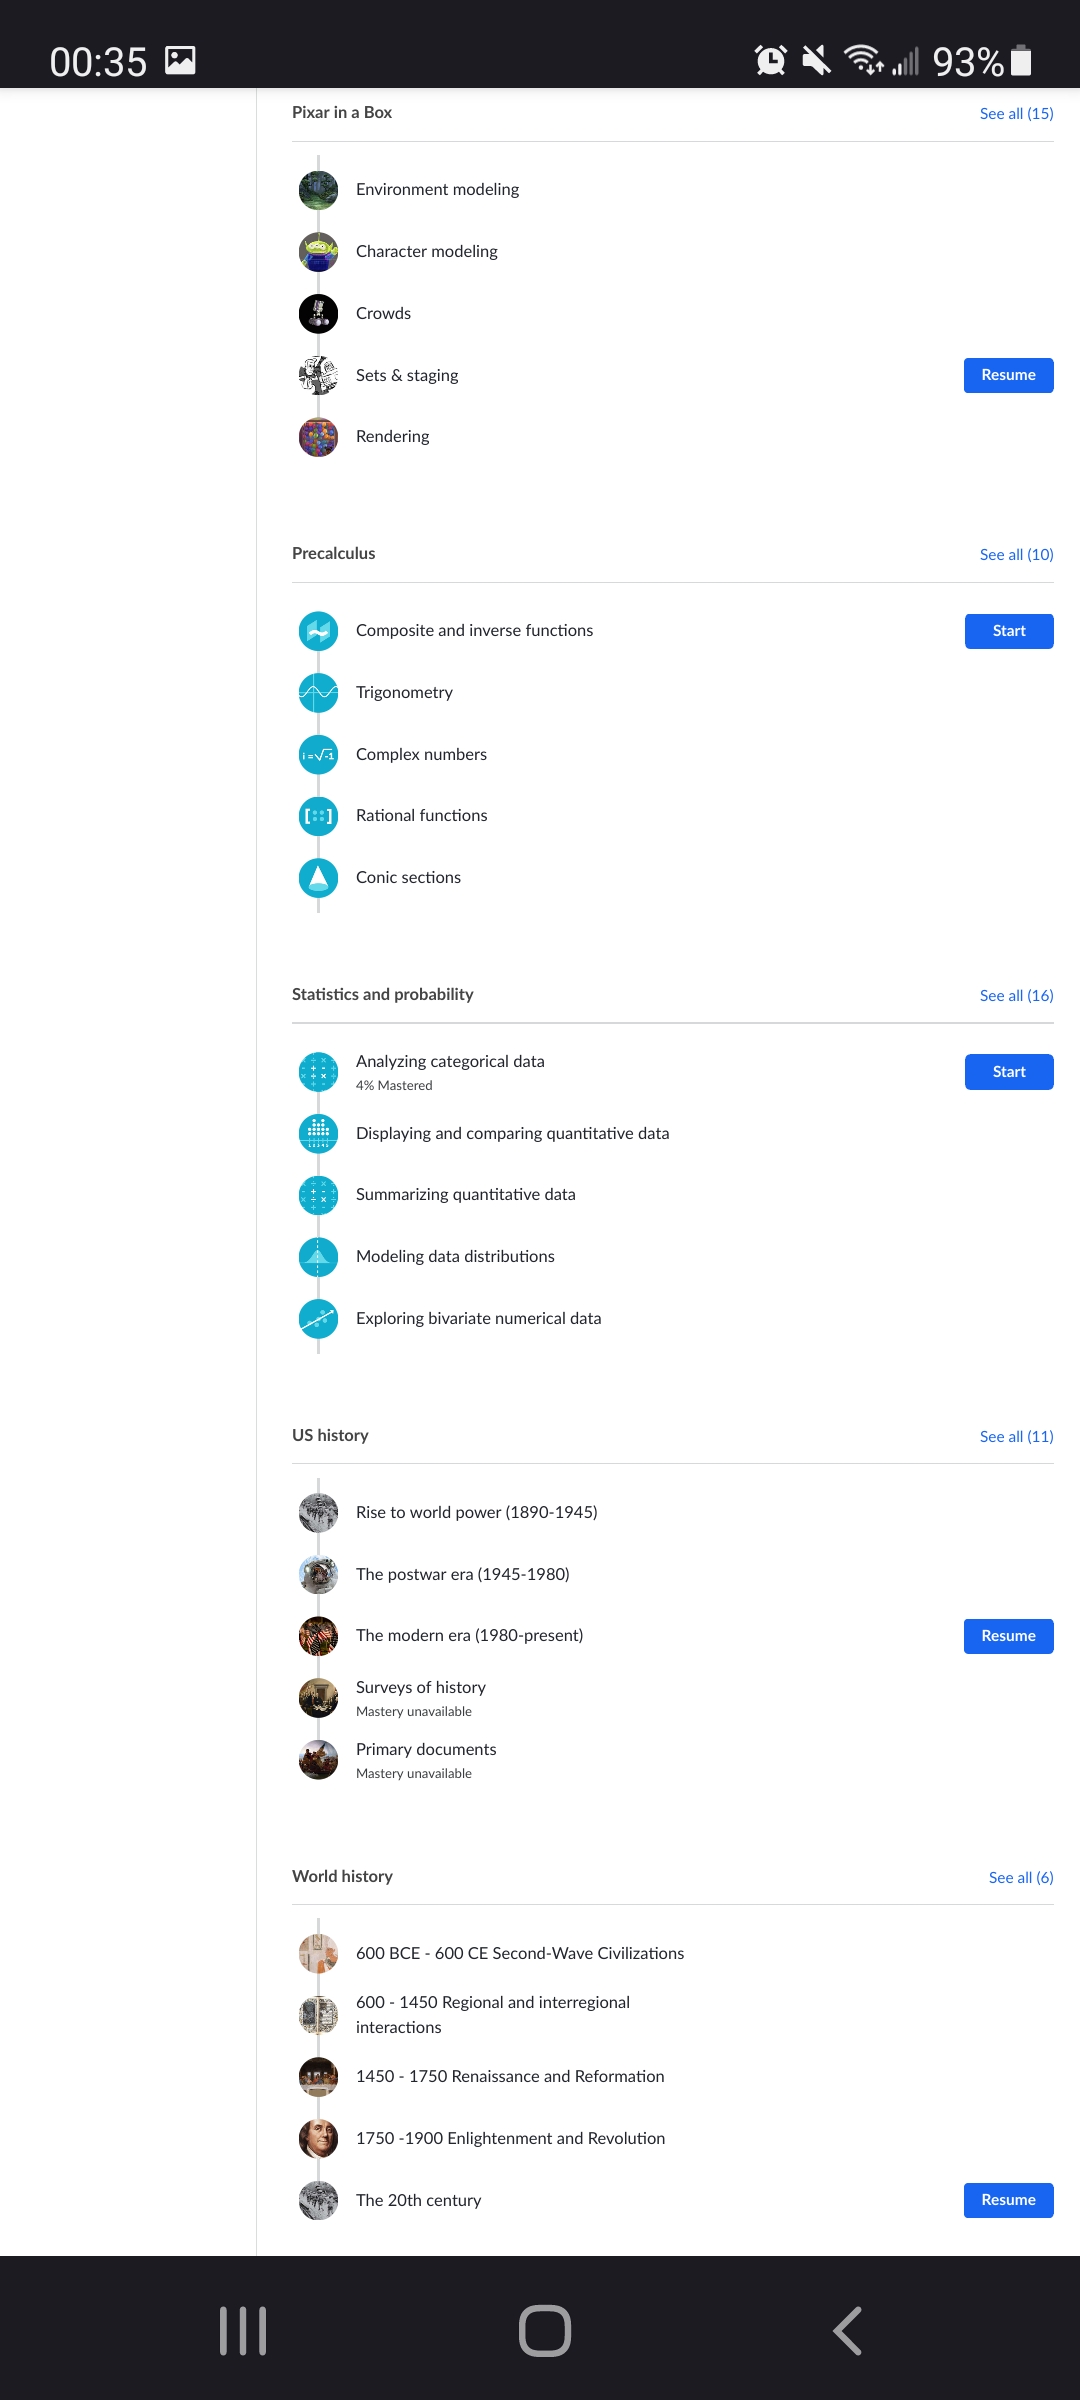 00:35
93%
Pixar in a Box
See all (15)
Environment modeling
Character modeling
Crowds
Sets & staging
Resume
Rendering
Precalculus
See all (10)
Composite and inverse functions
Start
Trigonometry
i=√-1
Complex numbers
Rational functions
Conic sections
Statistics and probability
See all (16)
Analyzing categorical data
Start
4% Mastered
Displaying and comparing quantitative data
Summarizing quantitative data
Modeling data distributions
Exploring bivariate numerical data
US history
See all (11)
Rise to world power (1890-1945)
The postwar era (1945-1980)
The modern era (1980-present)
Resume
Surveys of history
Mastery unavailable
Primary documents
Mastery unavailable
World history
See all (6)
600 BCE - 600 CE Second-Wave Civilizations
600 - 1450 Regional and interregional
interactions
1450 - 1750 Renaissance and Reformation
1750 -1900 Enlightenment and Revolution
The 20th century
Resume